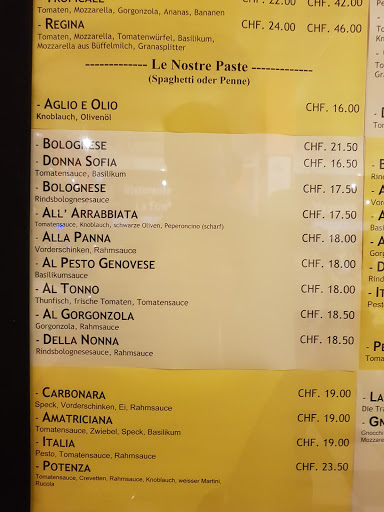 - TROPICALE CHF. 22.00 CHF. 42.00
Tomaten, Mozzarella, Gorgonzola, Ananas, Bananen
- REGINA CHF. 24.00 CHF. 46.00
Tomaten, Mozzarella, Tomatenwürfel, Basilikum,
Mozzarella aus Büffelmilch, Granasplitter
------------- Le Nostre Paste -------------
(Spaghetti oder Penne)
- AGLIO E OLIO CHF. 16.00
Knoblauch, Olivenöl
- BOLOGNESE CHF. 21.50
- DONNA SOFIA CHF. 16.50
Tomatensauce, Basilikum
- BOLOGNESE CHF. 17.50
Rindsbolognesesauce
- ALL' ARRABBIATA CHF. 17.50
Tomatensauce, Knoblauch, schwarze Oliven, Peperoncino (scharf)
- ALLA PANNA CHF. 18.00
Vorderschinken, Rahmsauce
- AL PESTO GENOVESE CHF. 18.00
Basilikumsauce
- AL TONNO CHF. 18.00
Thunfisch, frische Tomaten, Tomatensauce
- AL GORGONZOLA CHF. 18.50
Gorgonzola, Rahmsauce
- DELLA NONNA CHF. 18.50
Rindsbolognesesauce, Rahmsauce
- CARBONARA CHF. 19.00
Speck, Vorderschinken, Ei, Rahmsauce
- AMATRICIANA CHF. 19.00
Tomatensauce, Zwiebel, Speck, Basilikum
- ITALIA CHF. 19.00
Pesto, Tomatensauce, Rahmsauce
- POTENZA CHF. 23.50
Tomatensauce, Crevetten, Rahmsauce, Knoblauch, weisser Martini,
Rucola